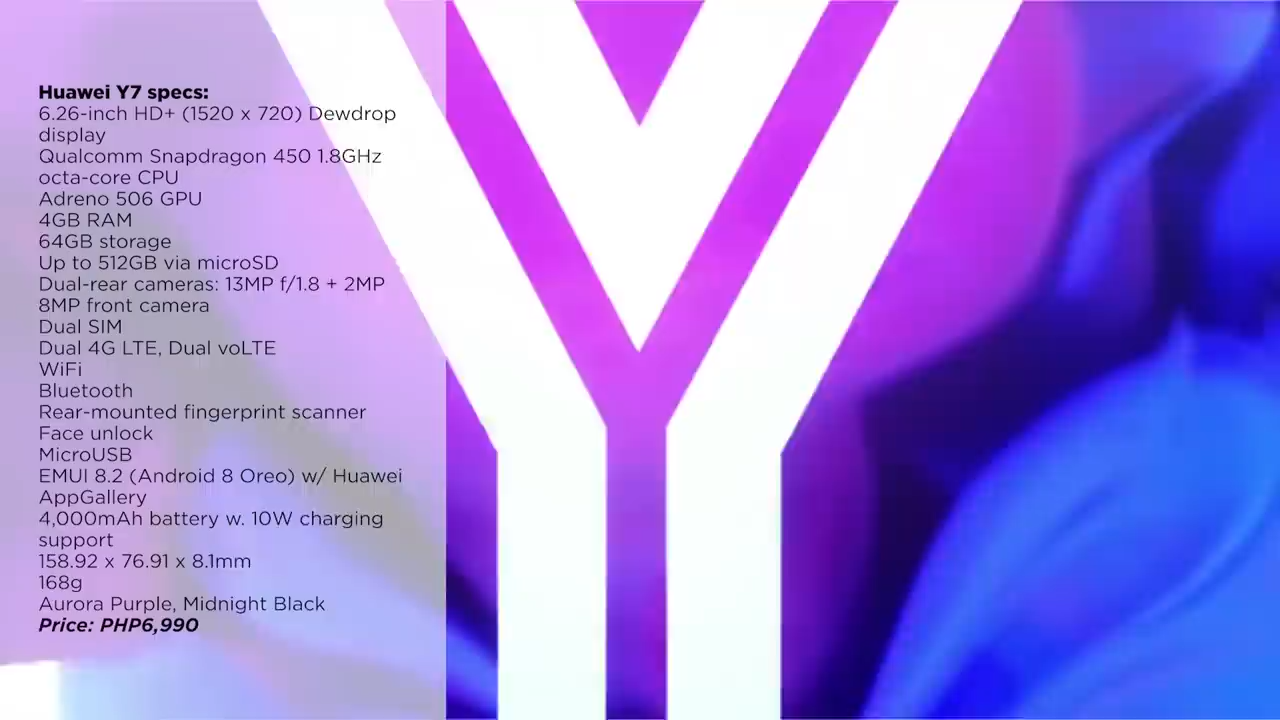 Huawei Y7 specs:
6.26-inch HD+ (1520 x 720) Dewdrop
display
Qualcomm Snapdragon 450 1.8GHz
octa-core CPU
Adreno 506 GPU
4GB RAM
64GB storage
Up to 512GB via microSD
Dual-rear cameras: 13MP f/1.8 + 2MP
8MP front camera
Dual SIM
Dual 4G LTE, Dual voLTE
WiFi
Bluetooth
Rear-mounted fingerprint scanner
Face unlock
MicroUSB
EMUI 8.2 (Android 8 Oreo) w/ Huawei
AppGallery
4,000mAh battery w. 10W charging
support
158.92 x 76.91 x 8.1mm
168g
Aurora Purple, Midnight Black
Price: PHP6,990
Y